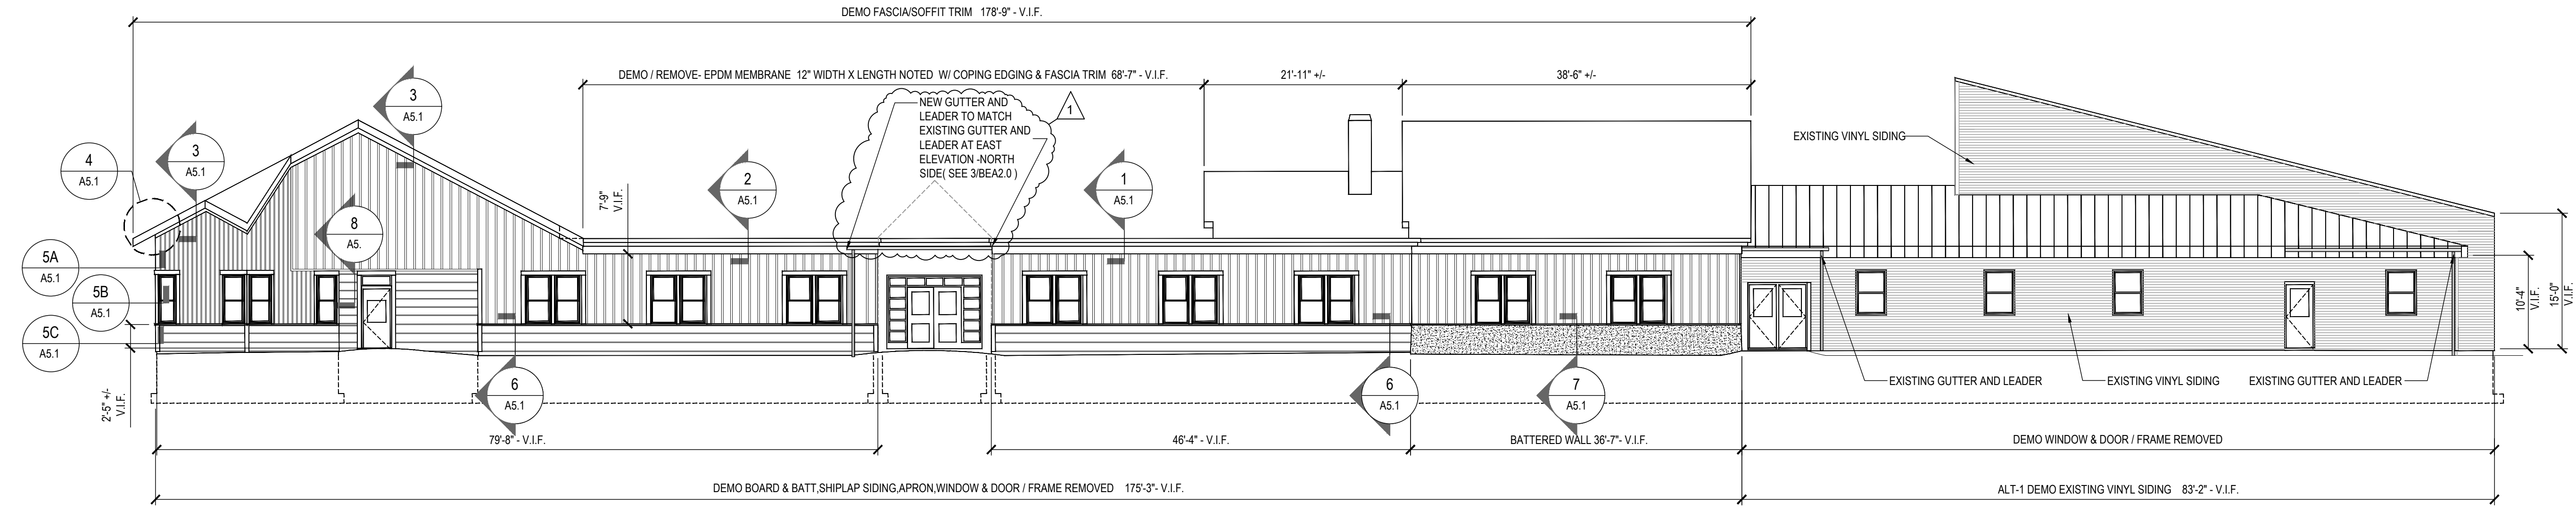 DEMO FASCIA/SOFFIT TRIM 178'-9" - V.I.F.
DEMO / REMOVE- EPDM MEMBRANE 12" WIDTH X LENGTH NOTED W/ COPING EDGING & FASCIA TRIM 68'-7" - V.I.F.
21'-11" +/-
38'-6" +/-
3
A5.1
NEW GUTTER AND
LEADER TO MATCH
EXISTING GUTTER AND
LEADER AT EAST
ELEVATION -NORTH
SIDE( SEE 3/BEA2.0 )
1
EXISTING VINYL SIDING
4
A5.1
3
A5.1
2
A5.1
1
A5.1
7'-9"
V.I.F.
8
A5.
5A
A5.1
5B
A5.1
5C
A5.1
10'-4"
V.I.F.
15'-0"
V.I.F.
2'-5" +/-
V.I.F.
6
A5.1
6
A5.1
7
A5.1
EXISTING GUTTER AND LEADER
EXISTING VINYL SIDING
EXISTING GUTTER AND LEADER
79'-8" - V.I.F.
46'-4" - V.I.F.
BATTERED WALL 36'-7"- V.I.F.
DEMO WINDOW & DOOR / FRAME REMOVED
DEMO BOARD & BATT,SHIPLAP SIDING,APRON,WINDOW & DOOR / FRAME REMOVED 175'-3"- V.I.F.
ALT-1 DEMO EXISTING VINYL SIDING 83'-2" - V.I.F.